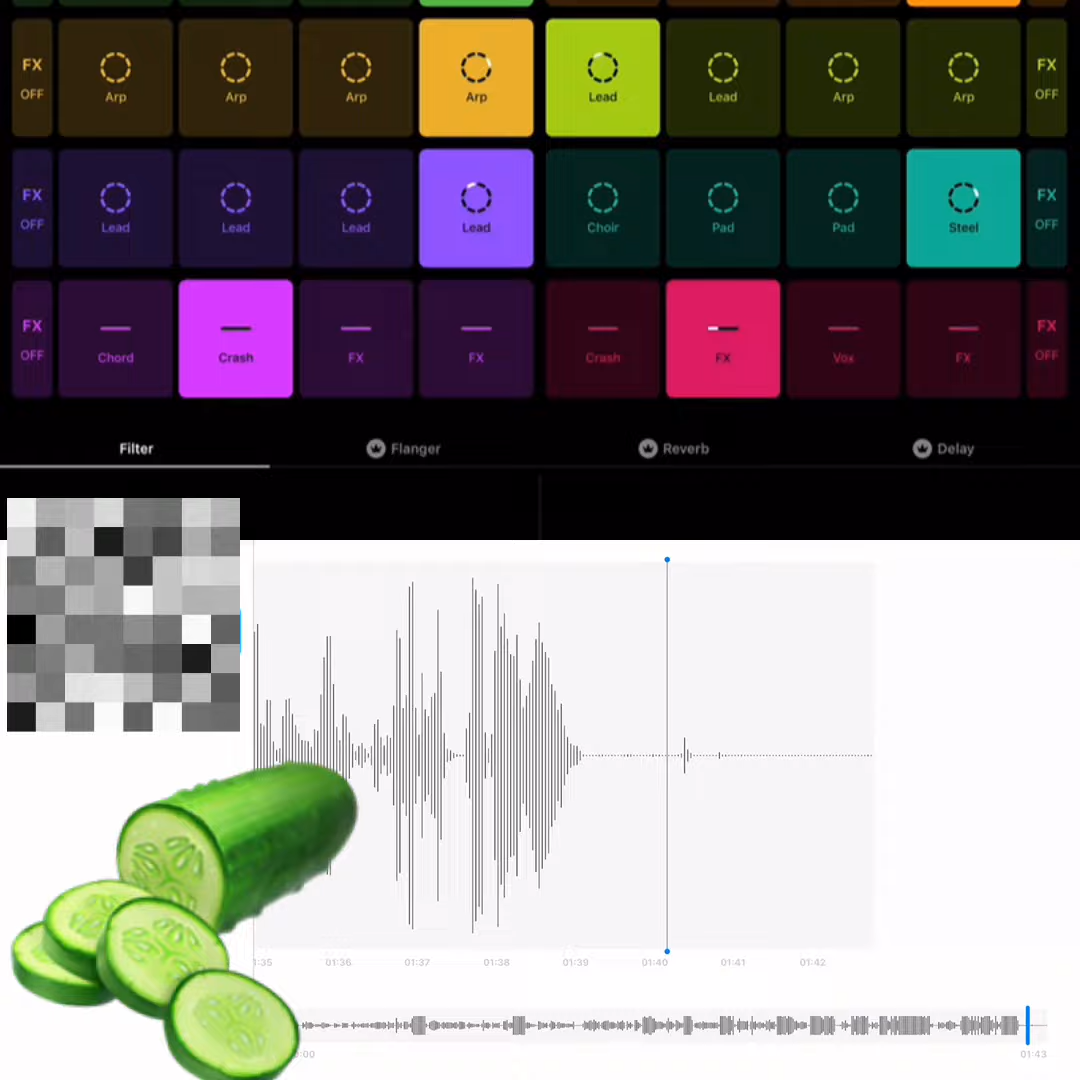 FX Arp Arp Arp Arp Lead Lead Arp Arp FX
OFF OFF
FX Lead Lead Lead Lead Choir Pad Pad Steel FX
OFF OFF
FX Chord Crash FX FX Crash FX Vox FX FX
OFF OFF
Filter Flanger Reverb Delay
01:36 01:37 01:38 01:39 01:40 01:41 01:42
01:43